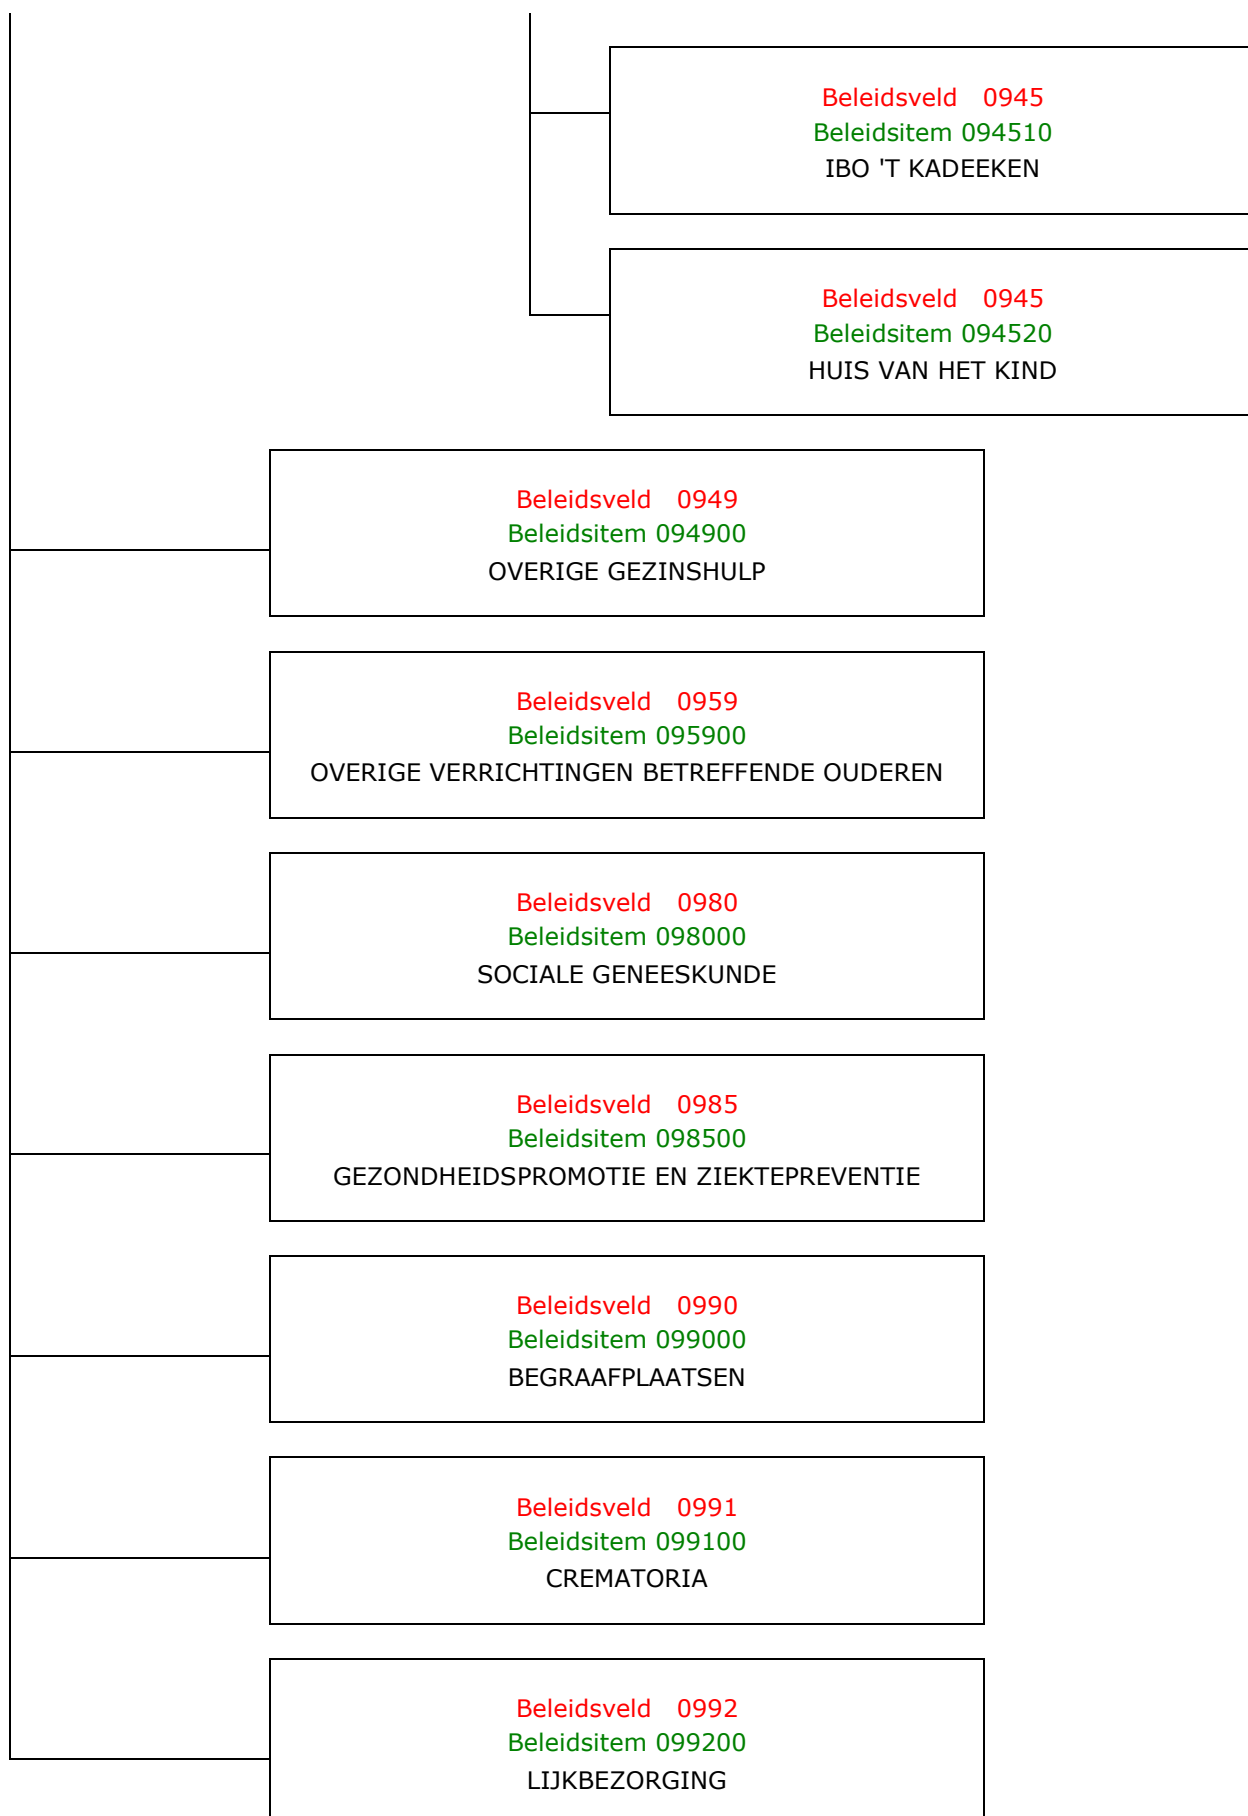 Beleidsveld 0945
Beleidsitem 094510
IBO 'T KADEEKEN
Beleidsveld 0945
Beleidsitem 094520
HUIS VAN HET KIND
Beleidsveld 0949
Beleidsitem 094900
OVERIGE GEZINSHULP
Beleidsveld 0959
Beleidsitem 095900
OVERIGE VERRICHTINGEN BETREFFENDE OUDEREN
Beleidsveld 0980
Beleidsitem 098000
SOCIALE GENEESKUNDE
Beleidsveld 0985
Beleidsitem 098500
GEZONDHEIDSPROMOTIE EN ZIEKTEPREVENTIE
Beleidsveld 0990
Beleidsitem 099000
BEGRAAFPLAATSEN
Beleidsveld 0991
Beleidsitem 099100
CREMATORIA
Beleidsveld 0992
Beleidsitem 099200
LIJKBEZORGING